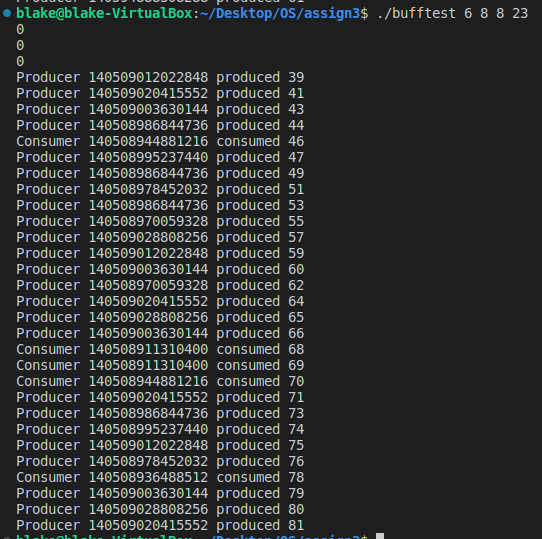 Producer 140509486883368208 produced 61
blake@blake-VirtualBox:~/Desktop/OS/assign3$ ./bufftest 6 8 8 23
0
0
0
Producer 140509012022848 produced 39
Producer 140509020415552 produced 41
Producer 140509003630144 produced 43
Producer 140508986844736 produced 44
Consumer 140508944881216 consumed 46
Producer 140508995237440 produced 47
Producer 140508986844736 produced 49
Producer 140508978452032 produced 51
Producer 140508986844736 produced 53
Producer 140508970059328 produced 55
Producer 140509028808256 produced 57
Producer 140509012022848 produced 59
Producer 140509003630144 produced 60
Producer 140508970059328 produced 62
Producer 140509020415552 produced 64
Producer 140509028808256 produced 65
Producer 140509003630144 produced 66
Consumer 140508911310400 consumed 68
Consumer 140508911310400 consumed 69
Consumer 140508944881216 consumed 70
Producer 140509020415552 produced 71
Producer 140508986844736 produced 73
Producer 140508995237440 produced 74
Producer 140509012022848 produced 75
Producer 140508978452032 produced 76
Consumer 140508936488512 consumed 78
Producer 140509003630144 produced 79
Producer 140509028808256 produced 80
Producer 140509020415552 produced 81
blake@blake-VirtualBox:~/Desktop/OS/assign3$